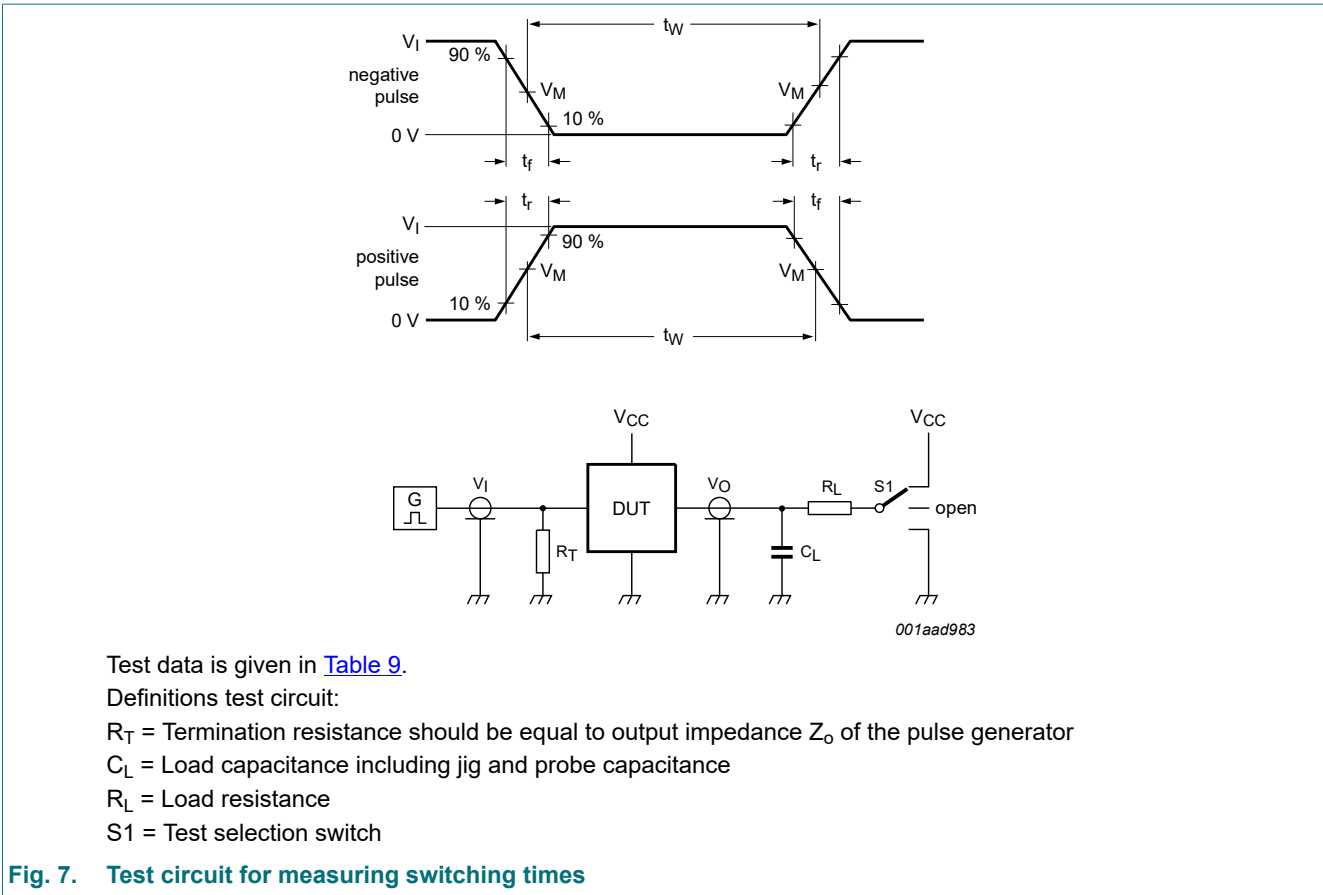 t_W
V_I
90 %
negative
pulse
V_M
V_M
10 %
0 V
t_f
t_r
t_r
t_f
V_I
90 %
positive
pulse
V_M
V_M
10 %
0 V
t_W
V_CC
V_CC
G
V_I
DUT
V_O
R_L
S1
open
R_T
C_L
001aad983
Test data is given in Table 9.
Definitions test circuit:
R_T = Termination resistance should be equal to output impedance Z_o of the pulse generator
C_L = Load capacitance including jig and probe capacitance
R_L = Load resistance
S1 = Test selection switch
Fig. 7. Test circuit for measuring switching times